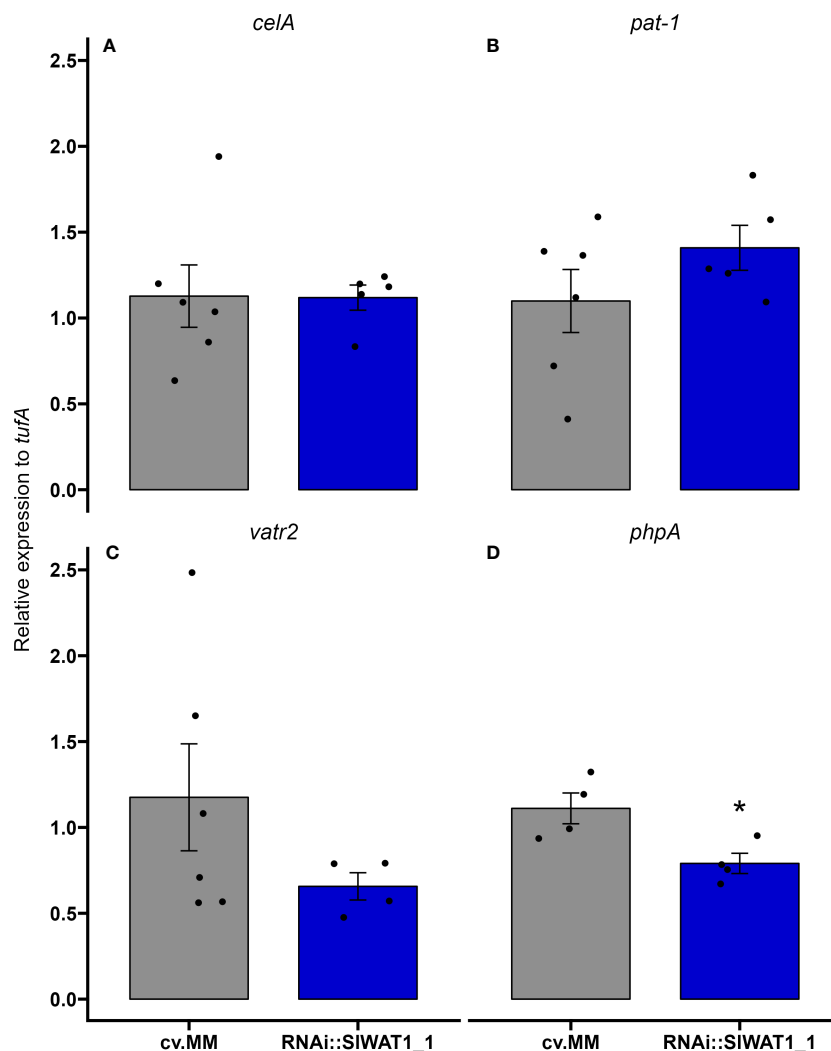 celA
pat-1
A
B
2.5
2.0
1.5
1.0
0.5
0.0
Relative expression to tufA
vatr2
phpA
C
D
2.5
2.0
1.5
1.0
0.5
0.0
*
cv.MM
RNAi::SlWAT1_1
cv.MM
RNAi::SlWAT1_1